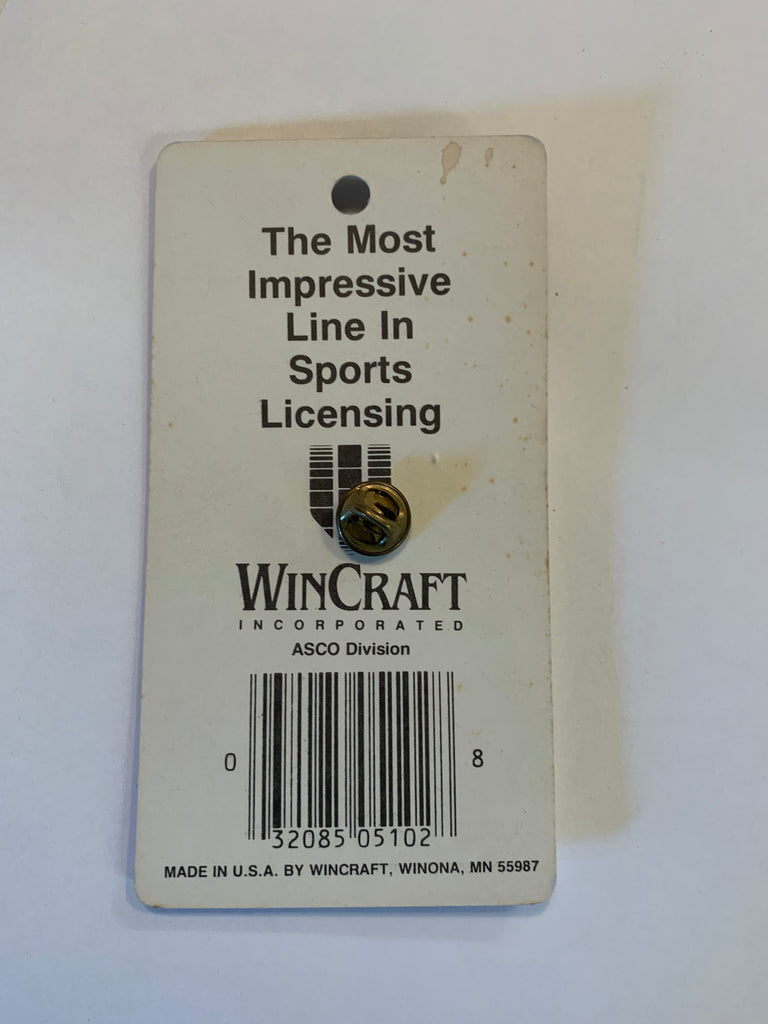 The Most
Impressive
Line In
Sports
Licensing
WINCRAFT
INCORPORATED
ASCO Division
0 32085 05102 8
MADE IN U.S.A. BY WINCRAFT, WINONA, MN 55987